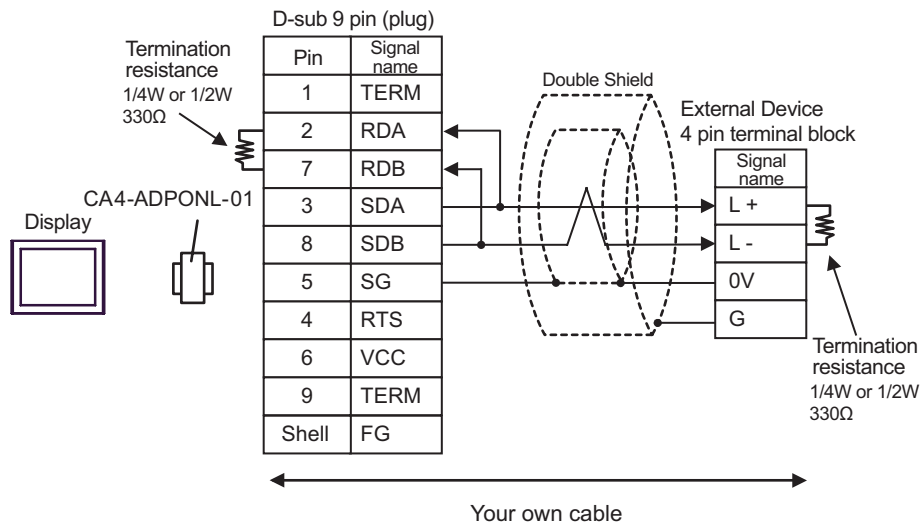 D-sub 9 pin (plug)
Termination
resistance
1/4W or 1/2W
330Ω
Pin
Signal
name
1
TERM
2
RDA
7
RDB
3
SDA
8
SDB
5
SG
4
RTS
6
VCC
9
TERM
Shell
FG
CA4-ADPONL-01
Display
Double Shield
External Device
4 pin terminal block
Signal
name
L +
L -
0V
G
Termination
resistance
1/4W or 1/2W
330Ω
Your own cable